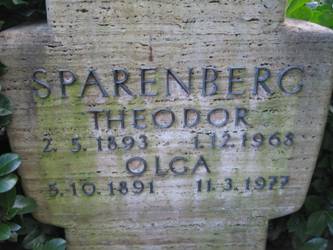 SPARENBERG
THEODOR
2.5.1893 1.12.1968
OLGA
5.10.1891 11.3.1977